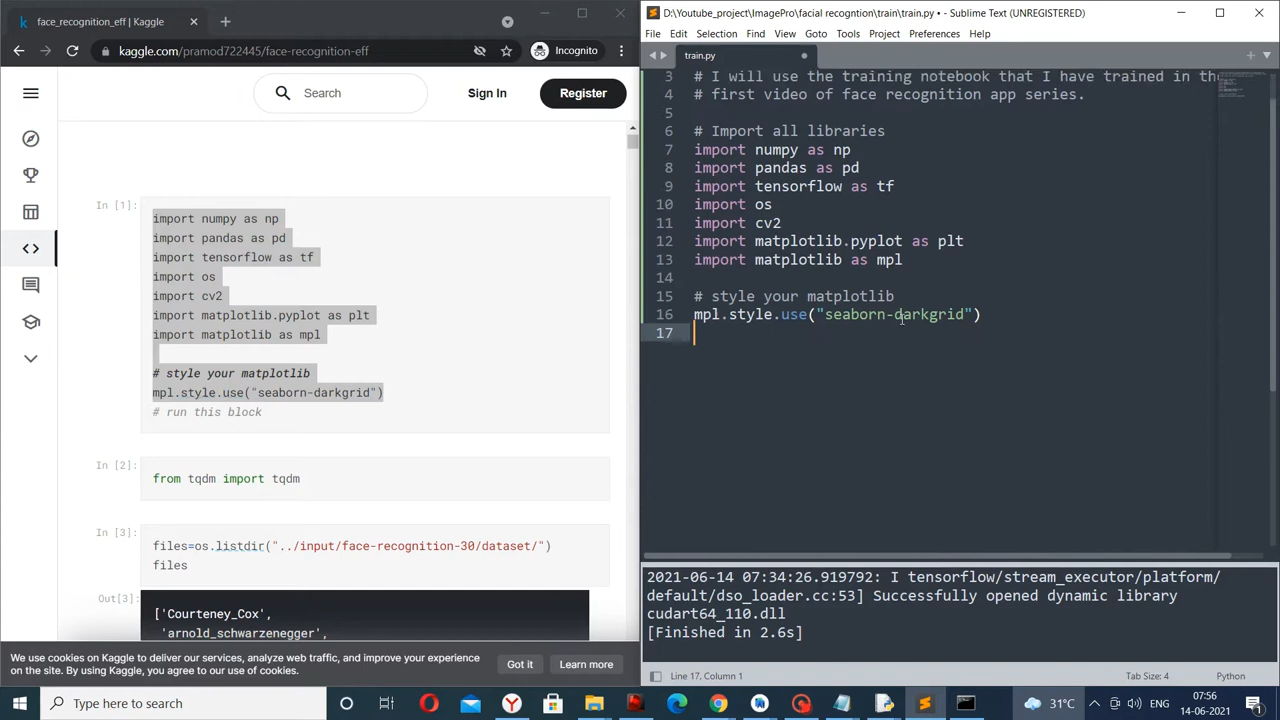 face_recognition_eff | Kaggle
kaggle.com/pramod722445/face-recognition-eff
Incognito
Search
Sign In
Register
In [1]:
import numpy as np
import pandas as pd
import tensorflow as tf
import os
import cv2
import matplotlib.pyplot as plt
import matplotlib as mpl
# style your matplotlib
mpl.style.use("seaborn-darkgrid")
# run this block
In [2]:
from tqdm import tqdm
In [3]:
files=os.listdir("../input/face-recognition-30/dataset/")
files
Out[3]:
['Courteney_Cox',
'arnold_schwarzenegger',
We use cookies on Kaggle to deliver our services, analyze web traffic, and improve your experience
on the site. By using Kaggle, you agree to our use of cookies.
Got it
Learn more
D:\Youtube_project\ImagePro\facial recogntion\train\train.py • - Sublime Text (UNREGISTERED)
File Edit Selection Find View Goto Tools Project Preferences Help
train.py
3 # I will use the training notebook that I have trained in the
4 # first video of face recognition app series.
5
6 # Import all libraries
7 import numpy as np
8 import pandas as pd
9 import tensorflow as tf
10 import os
11 import cv2
12 import matplotlib.pyplot as plt
13 import matplotlib as mpl
14
15 # style your matplotlib
16 mpl.style.use("seaborn-darkgrid")
17
2021-06-14 07:34:26.919792: I tensorflow/stream_executor/platform/
default/dso_loader.cc:53] Successfully opened dynamic library
cudart64_110.dll
[Finished in 2.6s]
Line 17, Column 1
Tab Size: 4
Python
Type here to search
31°C
ENG
07:56
14-06-2021